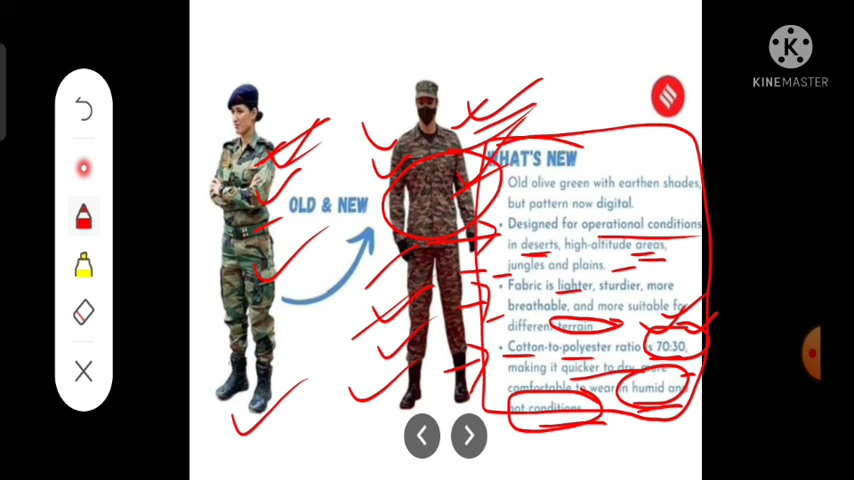 K
KINEMASTER
WHAT'S NEW
Old olive green with earthen shades,
but pattern now digital.
OLD & NEW
• Designed for operational conditions
in deserts, high-altitude areas,
jungles and plains.
• Fabric is lighter, sturdier, more
breathable, and more suitable for
different terrain
• Cotton-to-polyester ratio is 70:30,
making it quicker to dry, more
comfortable to wear in humid and
hot conditions.